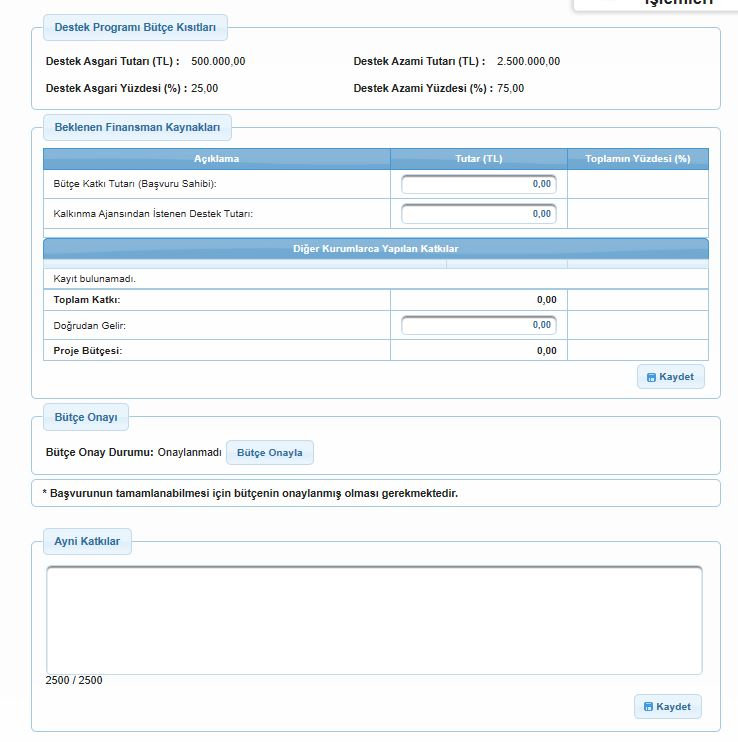 İşlemleri
Destek Programı Bütçe Kısıtları
Destek Asgari Tutarı (TL) : 500.000,00 Destek Azami Tutarı (TL) : 2.500.000,00
Destek Asgari Yüzdesi (%) : 25,00 Destek Azami Yüzdesi (%) : 75,00
Beklenen Finansman Kaynakları
Açıklama Tutar (TL) Toplamın Yüzdesi (%)
Bütçe Katkı Tutarı (Başvuru Sahibi): 0,00
Kalkınma Ajansından İstenen Destek Tutarı: 0,00
Diğer Kurumlarca Yapılan Katkılar
Kayıt bulunamadı.
Toplam Katkı: 0,00
Doğrudan Gelir: 0,00
Proje Bütçesi: 0,00
Kaydet
Bütçe Onayı
Bütçe Onay Durumu: Onaylanmadı Bütçe Onayla
* Başvurunun tamamlanabilmesi için bütçenin onaylanmış olması gerekmektedir.
Ayni Katkılar
2500 / 2500
Kaydet